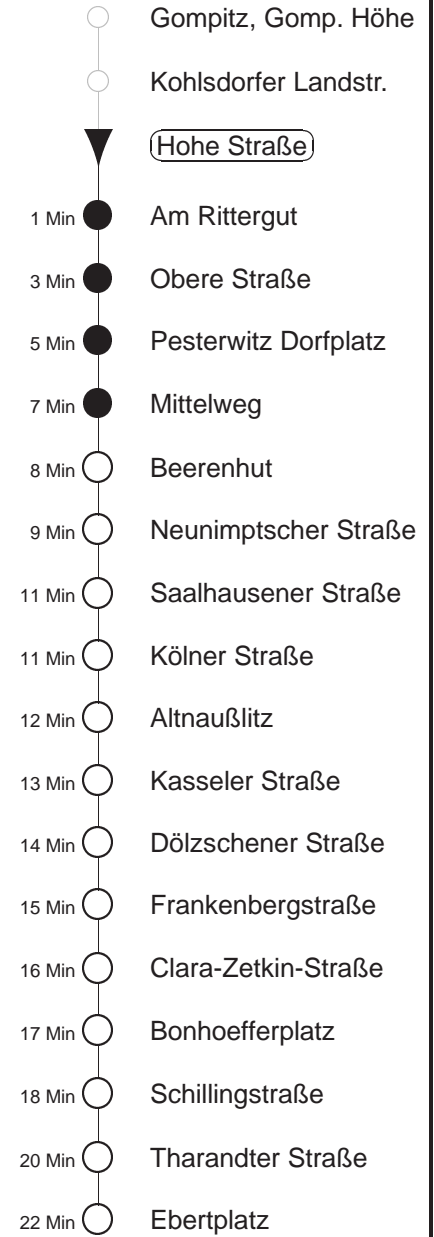 Gompitz, Gomp. Höhe
Kohlsdorfer Landstr.
Hohe Straße
1 Min Am Rittergut
3 Min Obere Straße
5 Min Pesterwitz Dorfplatz
7 Min Mittelweg
8 Min Beerenhut
9 Min Neunimptscher Straße
11 Min Saalhausener Straße
11 Min Kölner Straße
12 Min Altnaußlitz
13 Min Kasseler Straße
14 Min Dölzschener Straße
15 Min Frankenbergstraße
16 Min Clara-Zetkin-Straße
17 Min Bonhoefferplatz
18 Min Schillingstraße
20 Min Tharandter Straße
22 Min Ebertplatz